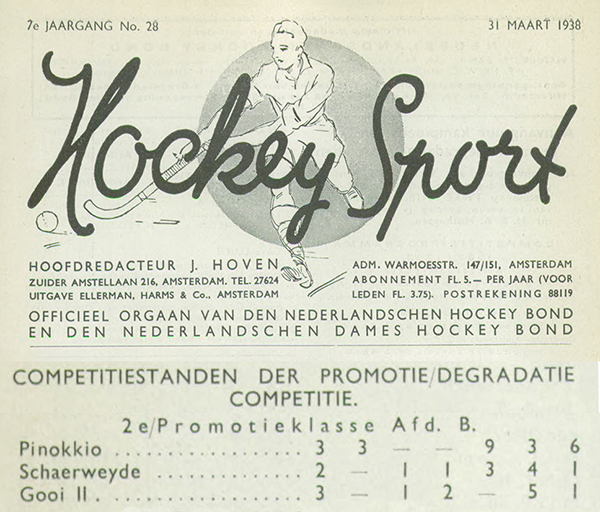 7e JAARGANG No. 28 31 MAART 1938
Hockey Sport
HOOFDREDACTEUR J. HOVEN
ZUIDER AMSTELLAAN 216, AMSTERDAM. TEL. 27624
UITGAVE ELLERMAN, HARMS & Co., AMSTERDAM
ADM. WARMOESSTR. 147/151, AMSTERDAM
ABONNEMENT FL. 5.— PER JAAR (VOOR
LEDEN FL. 3.75). POSTREKENING 88119
OFFICIEEL ORGAAN VAN DEN NEDERLANDSCHEN HOCKEY BOND
EN DEN NEDERLANDSCHEN DAMES HOCKEY BOND
COMPETITIESTANDEN DER PROMOTIE/DEGRADATIE
COMPETITIE.
2e/Promotieklasse Afd. B.
Pinokkio . . . . . . . . . . . . . . . . 3 3 — — 9 3 6
Schaerweyde . . . . . . . . . . . . 2 — 1 1 3 4 1
Gooi II . . . . . . . . . . . . . . . . . 3 — 1 2 — 5 1